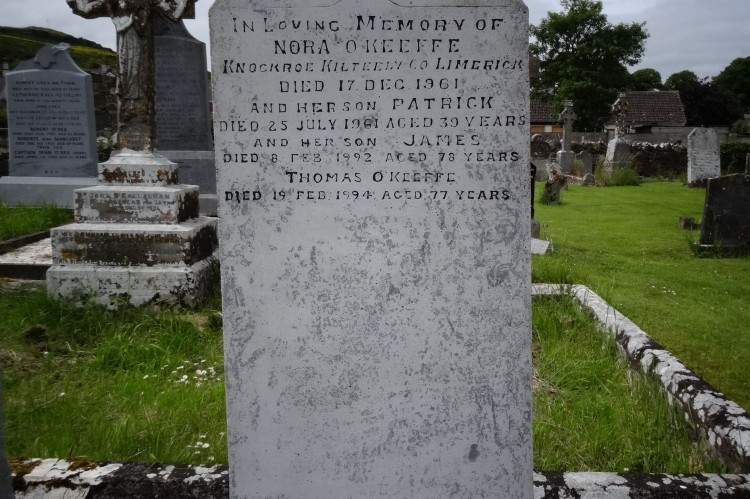 IN LOVING MEMORY OF
NORA O'KEEFFE
KNOCKROE KILTEELY CO LIMERICK
DIED 17 DEC 1961
AND HER SON PATRICK
DIED 25 JULY 1961 AGED 39 YEARS
AND HER SON JAMES
DIED 8 FEB 1992 AGED 78 YEARS
THOMAS O'KEEFFE
DIED 19 FEB 1994 AGED 77 YEARS